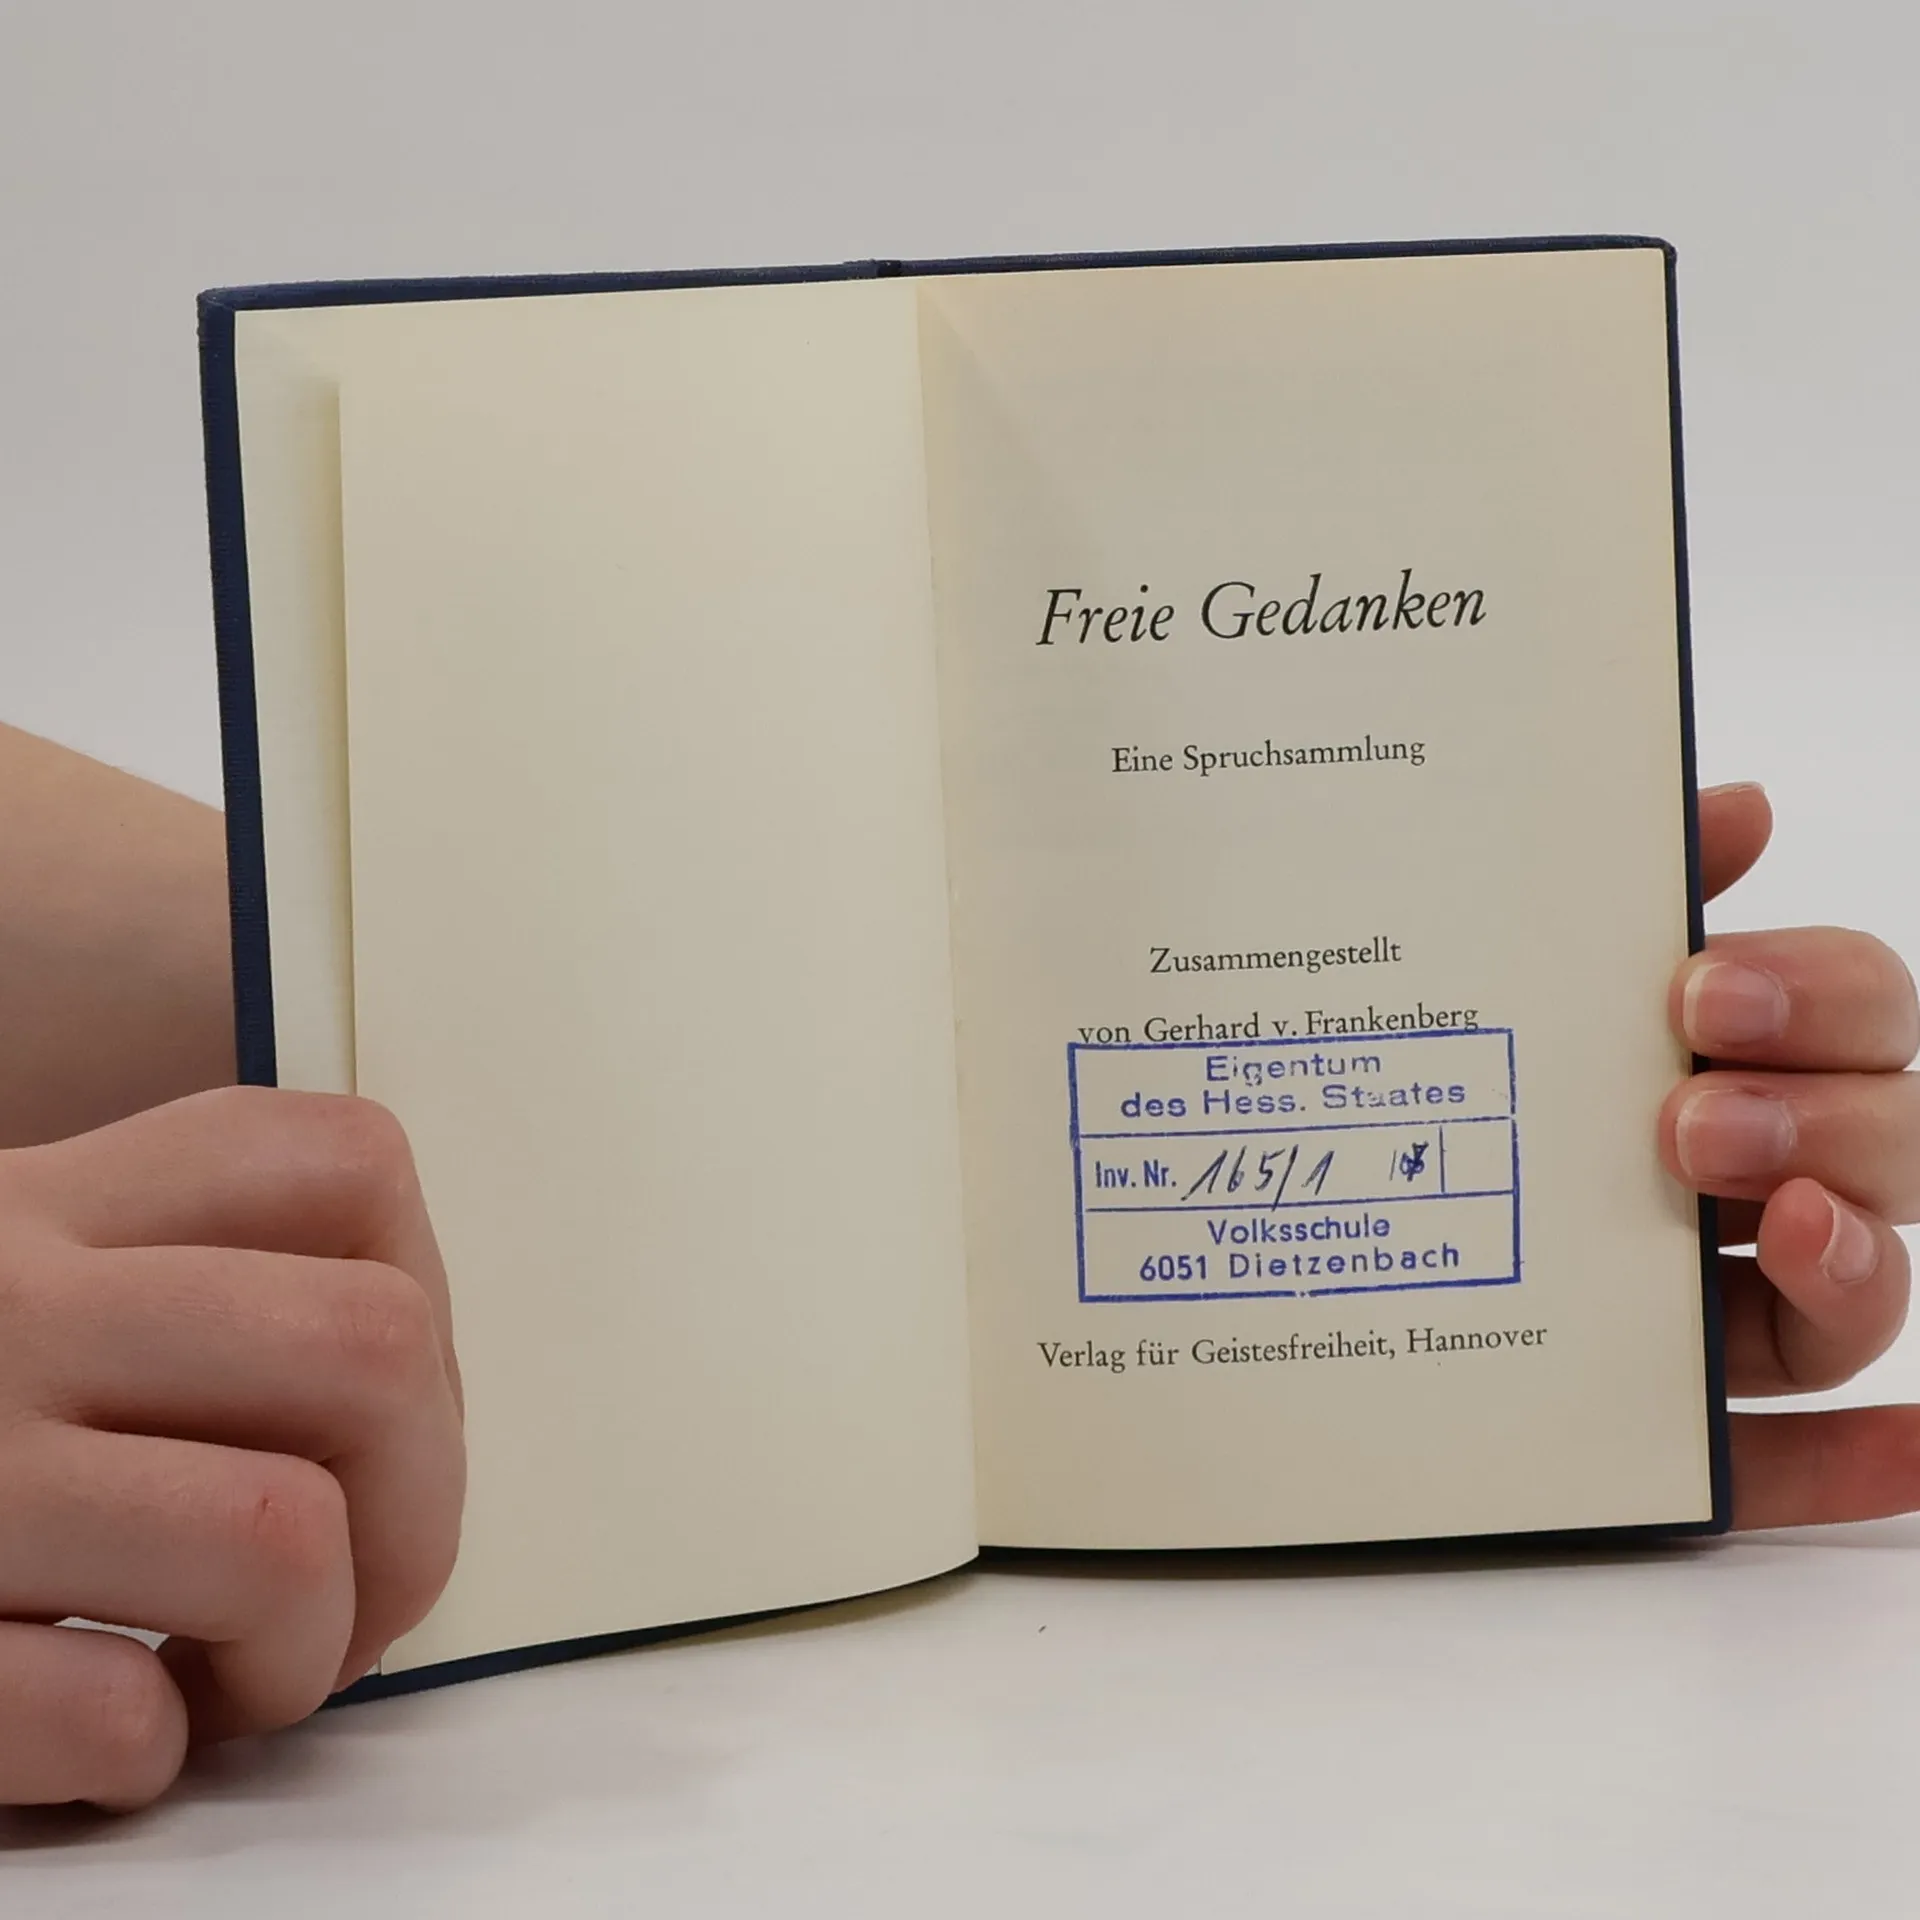 Freie Gedanken
Eine Spruchsammlung
Zusammengestellt
von Gerhard v. Frankenberg
Eigentum
des Hess. Staates
Inv. Nr. 165/1
Volksschule
6051 Dietzenbach
Verlag für Geistesfreiheit, Hannover